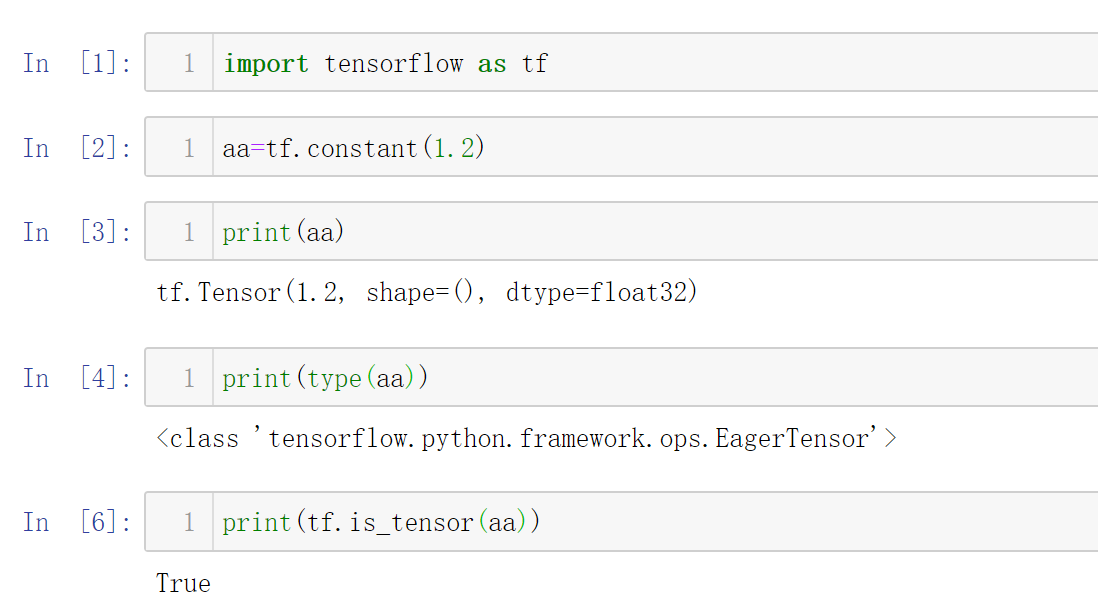 In [1]: 1 import tensorflow as tf
In [2]: 1 aa=tf.constant(1.2)
In [3]: 1 print(aa)
tf.Tensor(1.2, shape=(), dtype=float32)
In [4]: 1 print(type(aa))
<class 'tensorflow.python.framework.ops.EagerTensor'>
In [6]: 1 print(tf.is_tensor(aa))
True